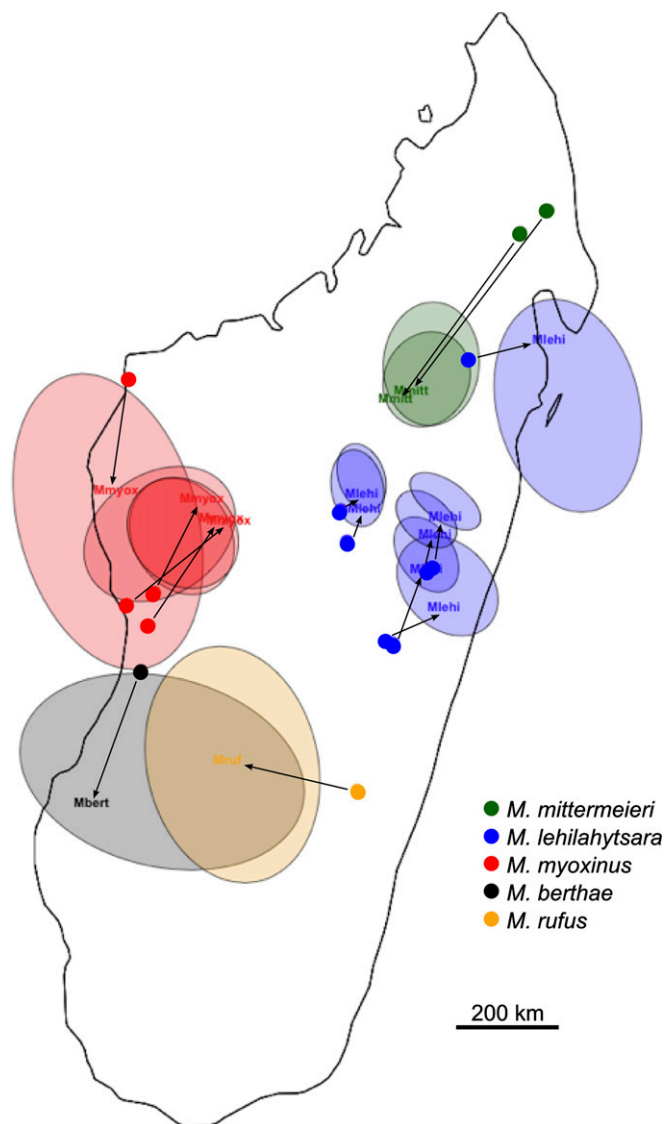 Mlehi
Mmitt
Mmitt
Mmyox
Mmyox
Mlehi
Mlehi
Mmyox
Mlehi
Mlehi
Mlehi
Mlehi
Mruf
Mbert
M. mittermeieri
M. lehilahytsara
M. myoxinus
M. berthae
M. rufus
200 km